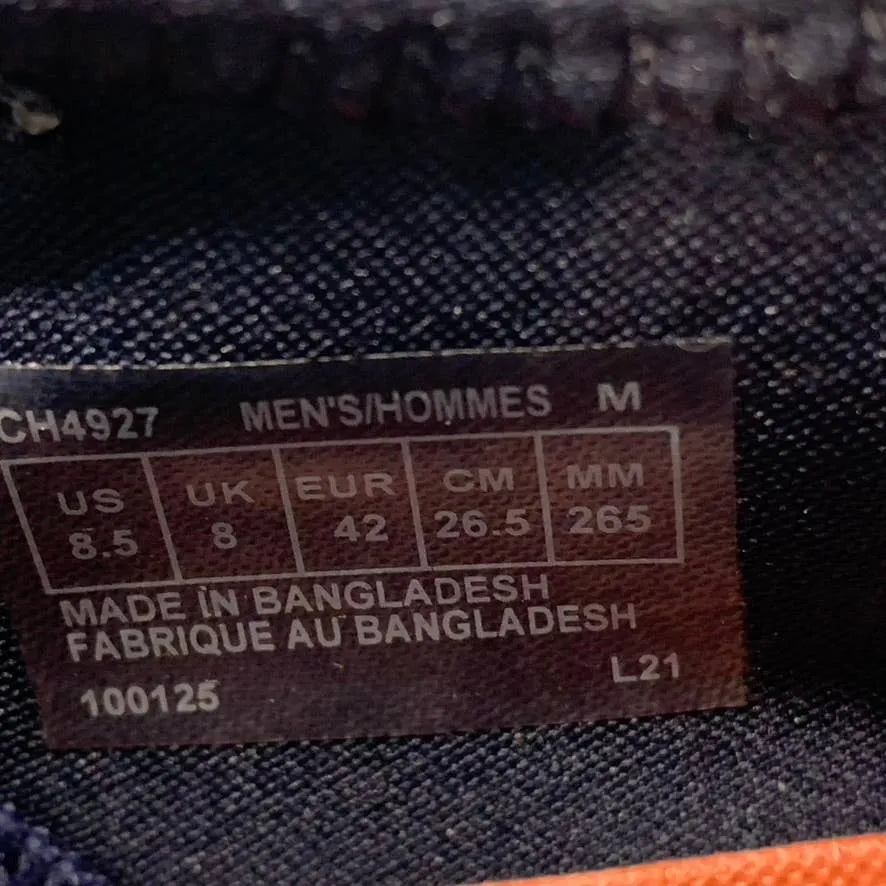 CH4927 MEN'S/HOMMES M
US UK EUR CM MM
8.5 8 42 26.5 265
MADE IN BANGLADESH
FABRIQUE AU BANGLADESH
100125 L21